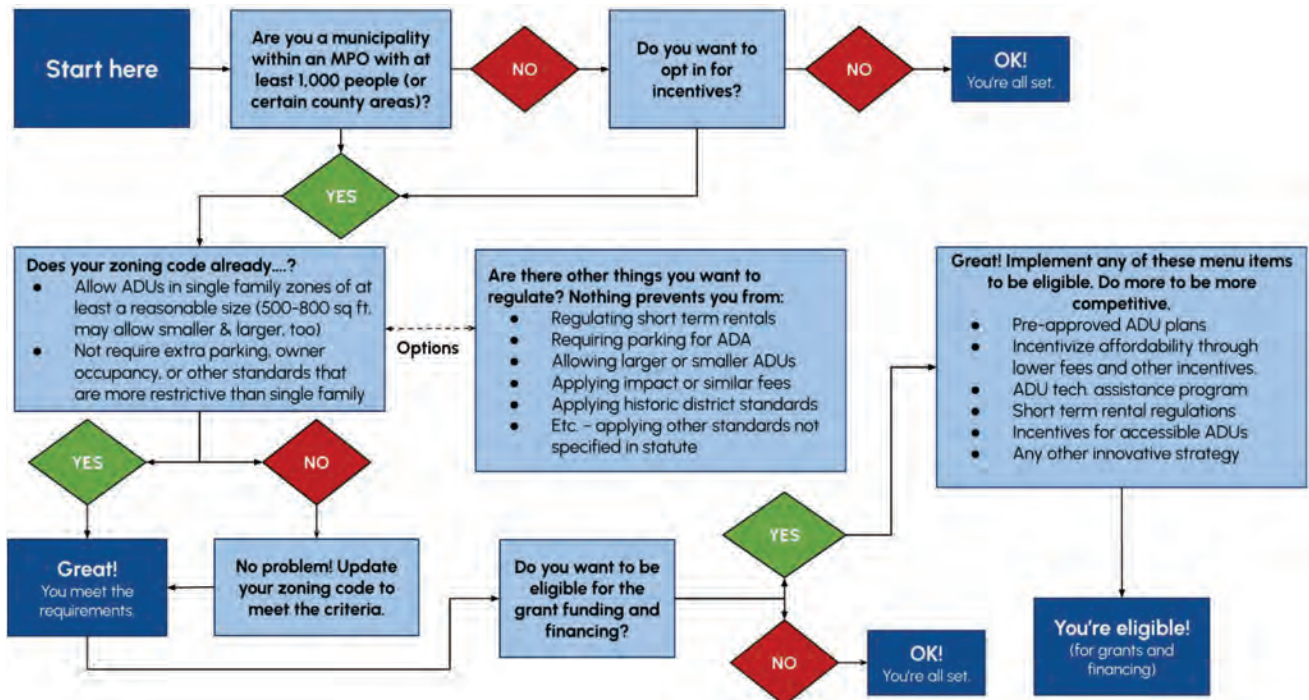 Start here
Are you a municipality
within an MPO with at
least 1,000 people (or
certain county areas)?
NO
Do you want to
opt in for
incentives?
NO
OK!
You're all set.
YES
Does your zoning code already....?
● Allow ADUs in single family zones of at
least a reasonable size (500-800 sq ft.
may allow smaller & larger, too)
● Not require extra parking, owner
occupancy, or other standards that
are more restrictive than single family
Options
Are there other things you want to
regulate? Nothing prevents you from:
● Regulating short term rentals
● Requiring parking for ADA
● Allowing larger or smaller ADUs
● Applying impact or similar fees
● Applying historic district standards
● Etc. - applying other standards not
specified in statute
Great! Implement any of these menu items
to be eligible. Do more to be more
competitive.
● Pre-approved ADU plans
● Incentivize affordability through
lower fees and other incentives.
● ADU tech. assistance program
● Short term rental regulations
● Incentives for accessible ADUs
● Any other innovative strategy
YES
NO
Great!
You meet the
requirements.
No problem! Update
your zoning code to
meet the criteria.
Do you want to be
eligible for the
grant funding and
financing?
YES
NO
OK!
You're all set.
You're eligible!
(for grants and
financing)